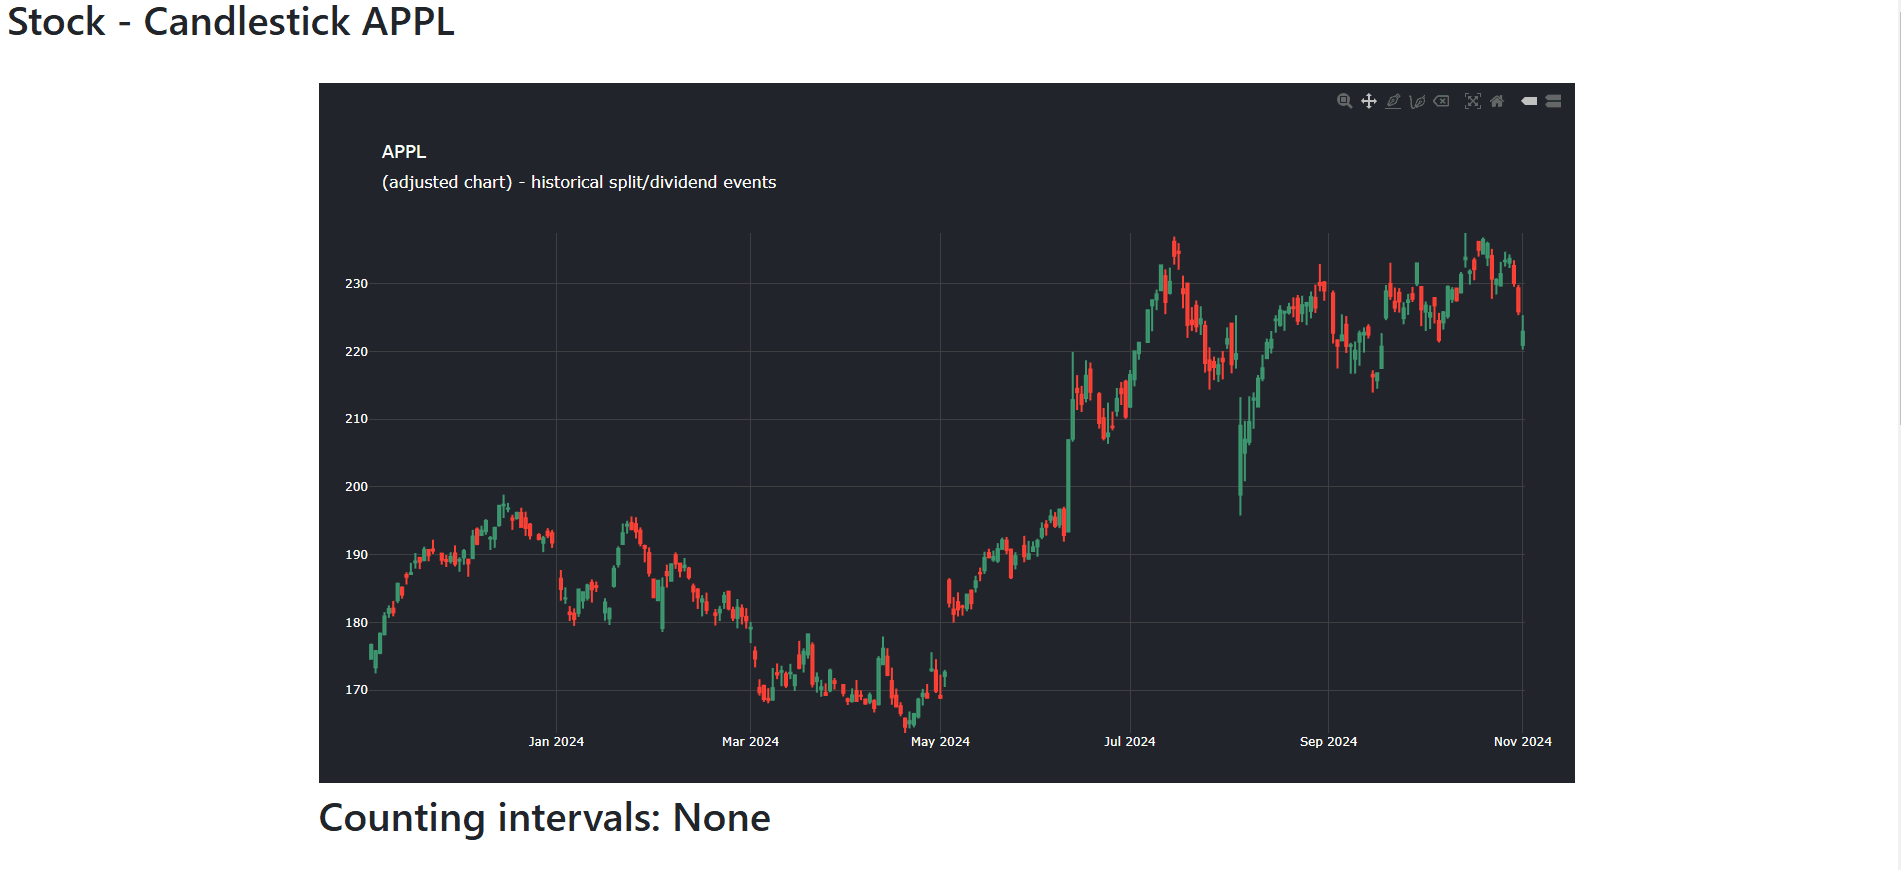 Stock - Candlestick APPL
APPL
(adjusted chart) - historical split/dividend events
230
220
210
200
190
180
170
Jan 2024
Mar 2024
May 2024
Jul 2024
Sep 2024
Nov 2024
Counting intervals: None